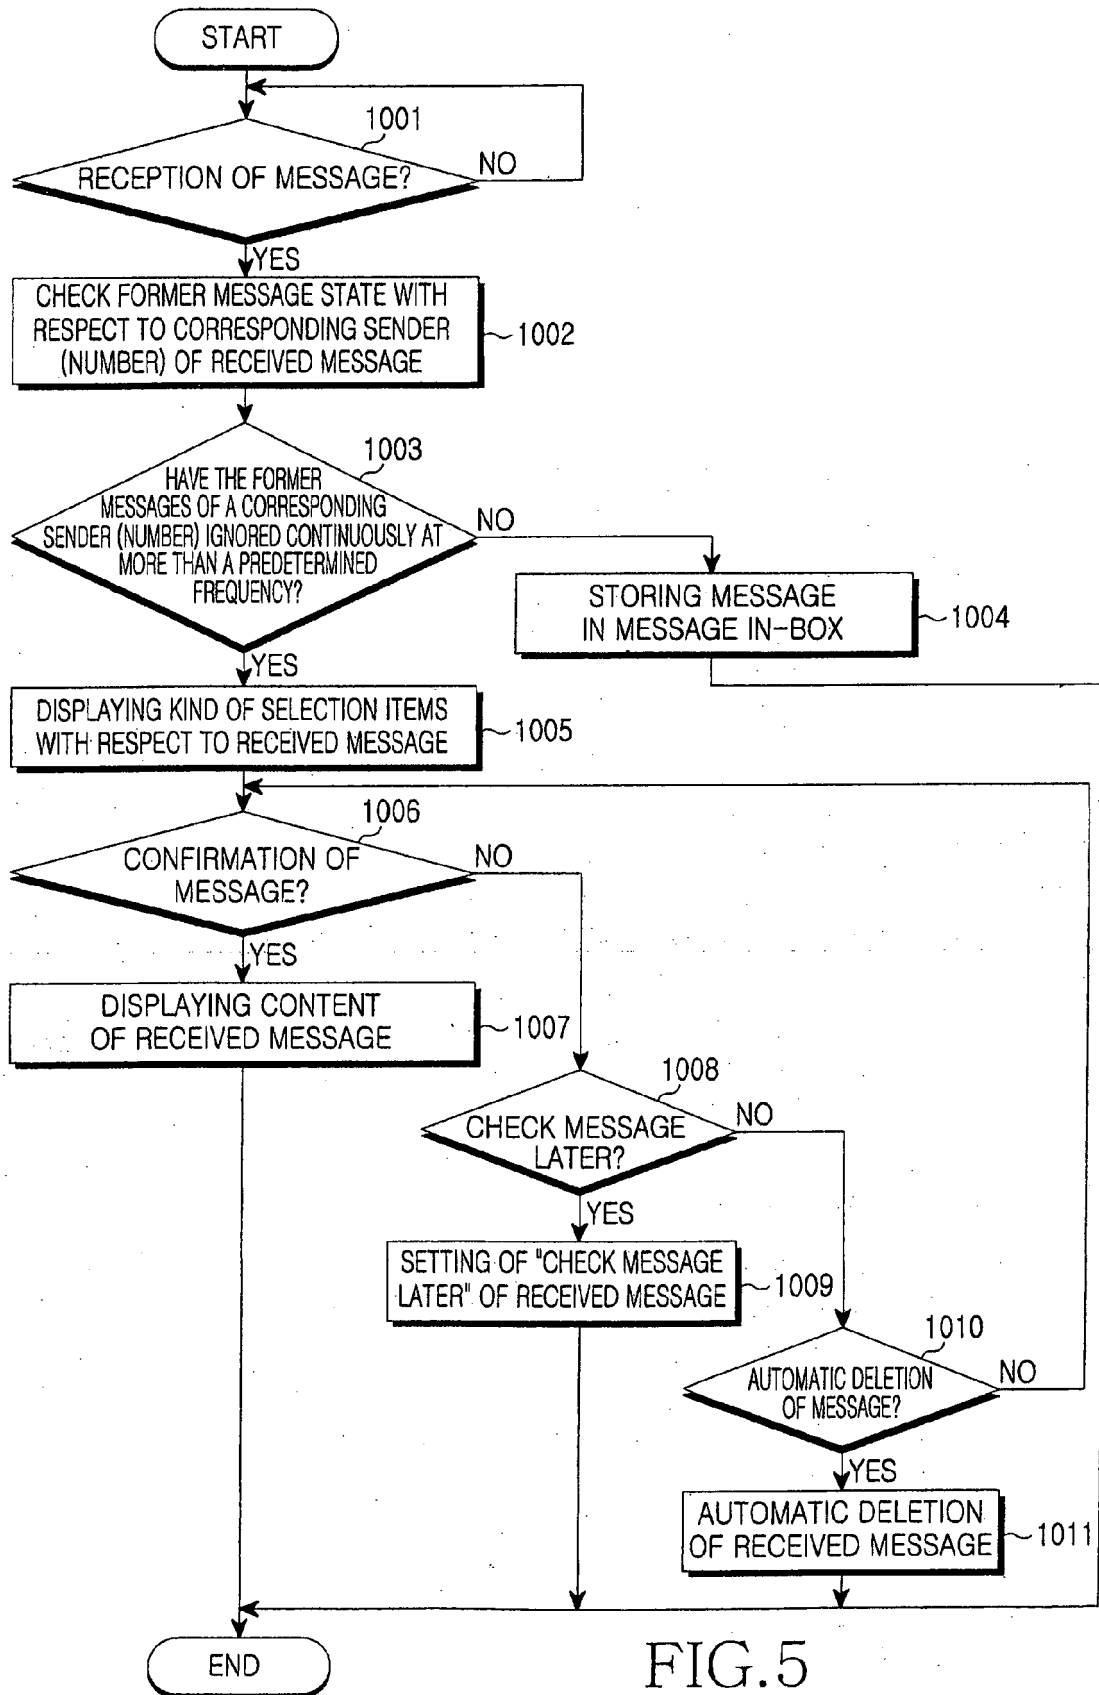 START
1001
RECEPTION OF MESSAGE?
NO
YES
CHECK FORMER MESSAGE STATE WITH
RESPECT TO CORRESPONDING SENDER
(NUMBER) OF RECEIVED MESSAGE
1002
1003
HAVE THE FORMER
MESSAGES OF A CORRESPONDING
SENDER (NUMBER) IGNORED CONTINUOUSLY AT
MORE THAN A PREDETERMINED
FREQUENCY?
NO
YES
STORING MESSAGE
IN MESSAGE IN-BOX
1004
DISPLAYING KIND OF SELECTION ITEMS
WITH RESPECT TO RECEIVED MESSAGE
1005
1006
CONFIRMATION OF
MESSAGE?
NO
YES
DISPLAYING CONTENT
OF RECEIVED MESSAGE
1007
1008
CHECK MESSAGE
LATER?
NO
YES
SETTING OF "CHECK MESSAGE
LATER" OF RECEIVED MESSAGE
1009
1010
AUTOMATIC DELETION
OF MESSAGE?
NO
YES
AUTOMATIC DELETION
OF RECEIVED MESSAGE
1011
END
FIG.5